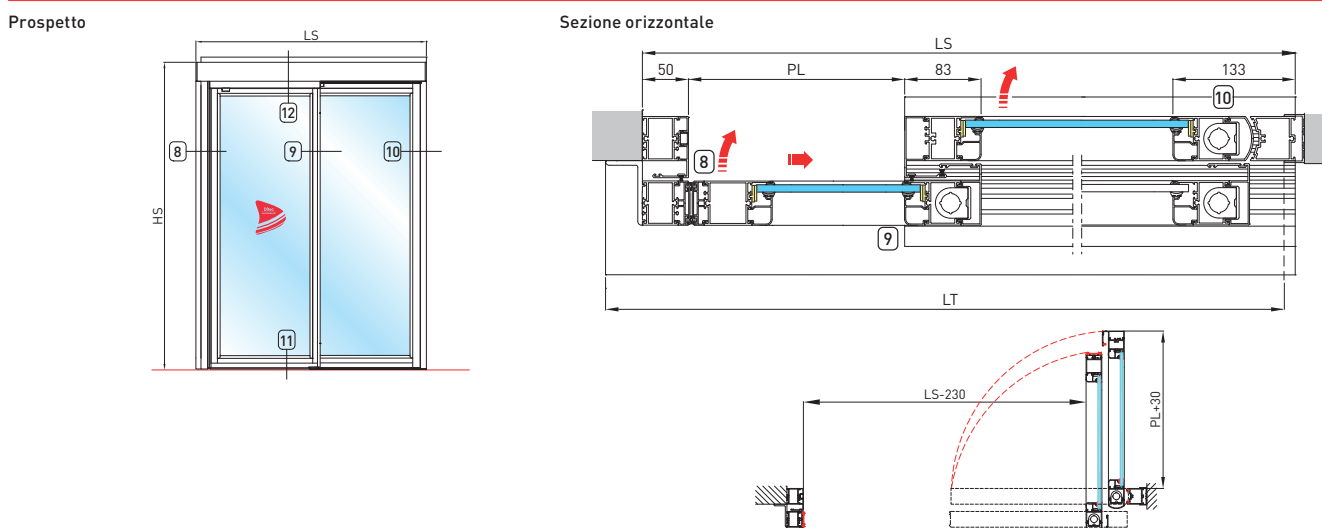 Prospetto
LS
HS
12
8
9
10
11
Sezione orizzontale
LS
50
PL
83
133
10
8
9
LT
LS-230
PL+30